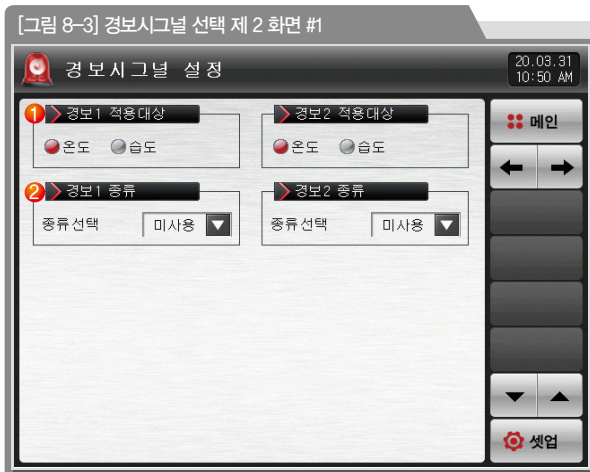 [그림 8-3] 경보시그널 선택 제 2 화면 #1
경보시그널 설정
20.03.31
10:50 AM
1 경보1 적용대상
온도 습도
경보2 적용대상
온도 습도
2 경보1 종류
종류선택 미사용
경보2 종류
종류선택 미사용
메인
셋업